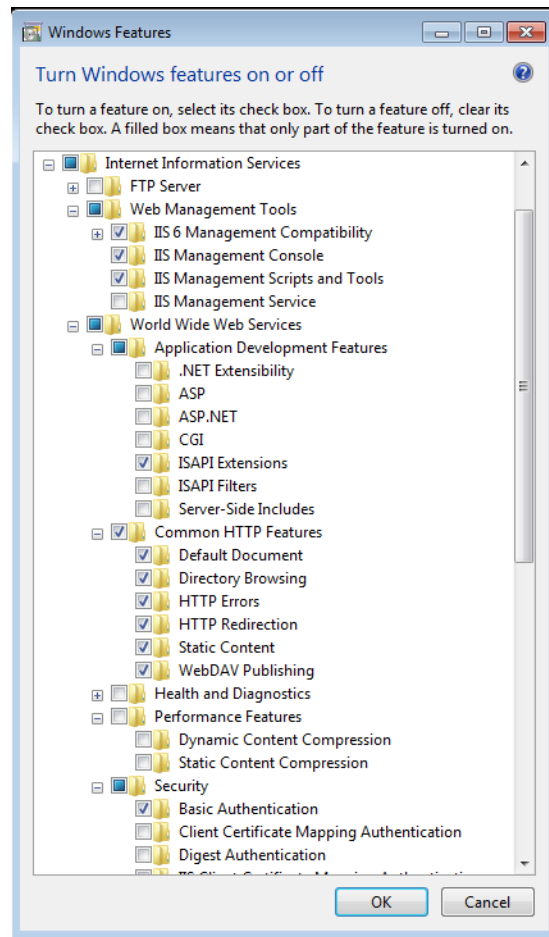 Windows Features
Turn Windows features on or off
To turn a feature on, select its check box. To turn a feature off, clear its
check box. A filled box means that only part of the feature is turned on.
Internet Information Services
FTP Server
Web Management Tools
IIS 6 Management Compatibility
IIS Management Console
IIS Management Scripts and Tools
IIS Management Service
World Wide Web Services
Application Development Features
.NET Extensibility
ASP
ASP.NET
CGI
ISAPI Extensions
ISAPI Filters
Server-Side Includes
Common HTTP Features
Default Document
Directory Browsing
HTTP Errors
HTTP Redirection
Static Content
WebDAV Publishing
Health and Diagnostics
Performance Features
Dynamic Content Compression
Static Content Compression
Security
Basic Authentication
Client Certificate Mapping Authentication
Digest Authentication
OK Cancel